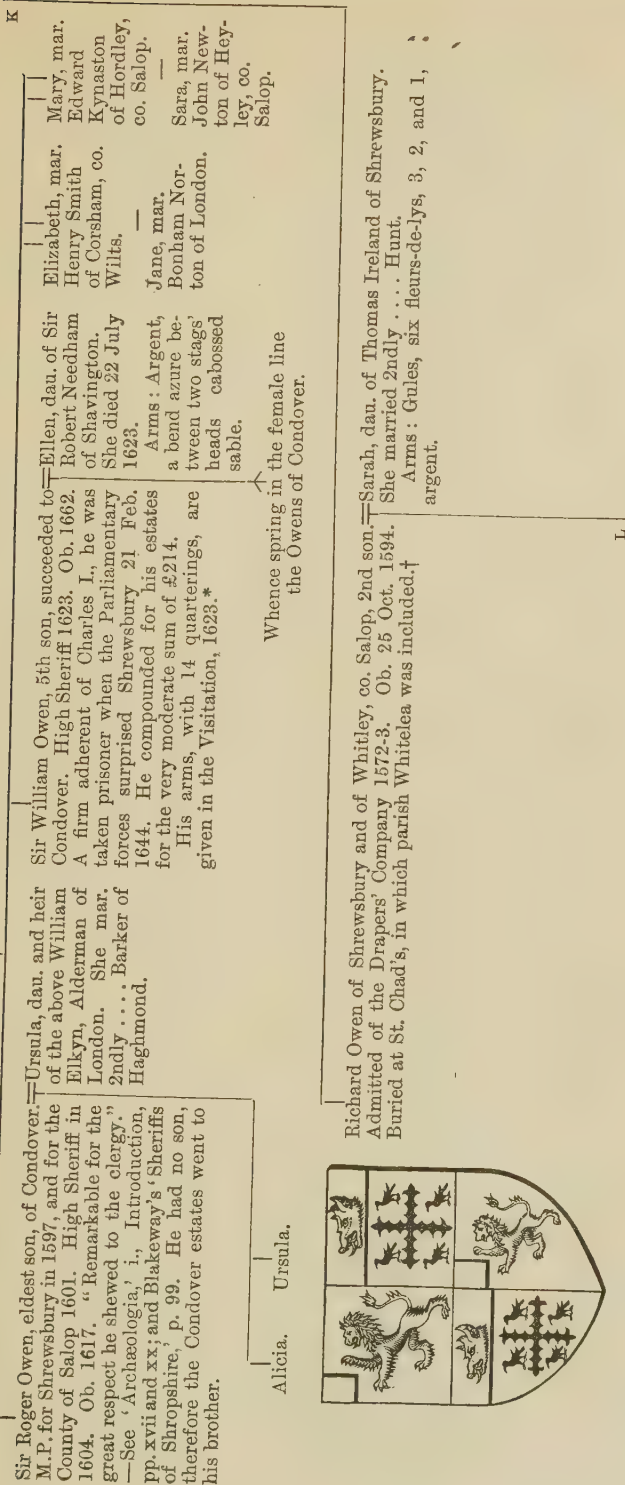 K
Sir Roger Owen, eldest son, of Condover.=Ursula, dau. and heir
M.P. for Shrewsbury in 1597, and for the
County of Salop 1601. High Sheriff in
1604. Ob. 1617. “Remarkable for the
great respect he shewed to the clergy.”
—See ‘Archæologia,’ i., Introduction,
pp. xvii and xx; and Blakeway's ‘Sheriffs
of Shropshire,’ p. 99. He had no son,
therefore the Condover estates went to
his brother.
of the above William
Elkyn, Alderman of
London. She mar.
2ndly .... Barker of
Haghmond.
Alicia. Ursula.
Sir William Owen, 5th son, succeeded to=Ellen, dau. of Sir
Condover. High Sheriff 1623. Ob. 1662.
A firm adherent of Charles I., he was
taken prisoner when the Parliamentary
forces surprised Shrewsbury 21 Feb.
1644. He compounded for his estates
for the very moderate sum of £214.
His arms, with 14 quarterings, are
given in the Visitation, 1623.*
Robert Needham
of Shavington.
She died 22 July
1623.
Arms: Argent,
a bend azure be-
tween two stags'
heads cabossed
sable.
Whence spring in the female line
the Owens of Condover.
Elizabeth, mar.
Henry Smith
of Corsham, co.
Wilts.
—
Jane, mar.
Bonham Nor-
ton of London.
Mary, mar.
Edward
Kynaston
of Hordley,
co. Salop.
—
Sara, mar.
John New-
ton of Hey-
ley, co.
Salop.
Richard Owen of Shrewsbury and of Whitley, co. Salop, 2nd son.=Sarah, dau. of Thomas Ireland of Shrewsbury.
Admitted of the Drapers' Company 1572-3. Ob. 25 Oct. 1594.
Buried at St. Chad's, in which parish Whitelea was included.†
She married 2ndly .... Hunt.
Arms: Gules, six fleurs-de-lys, 3, 2, and 1,
argent.
L